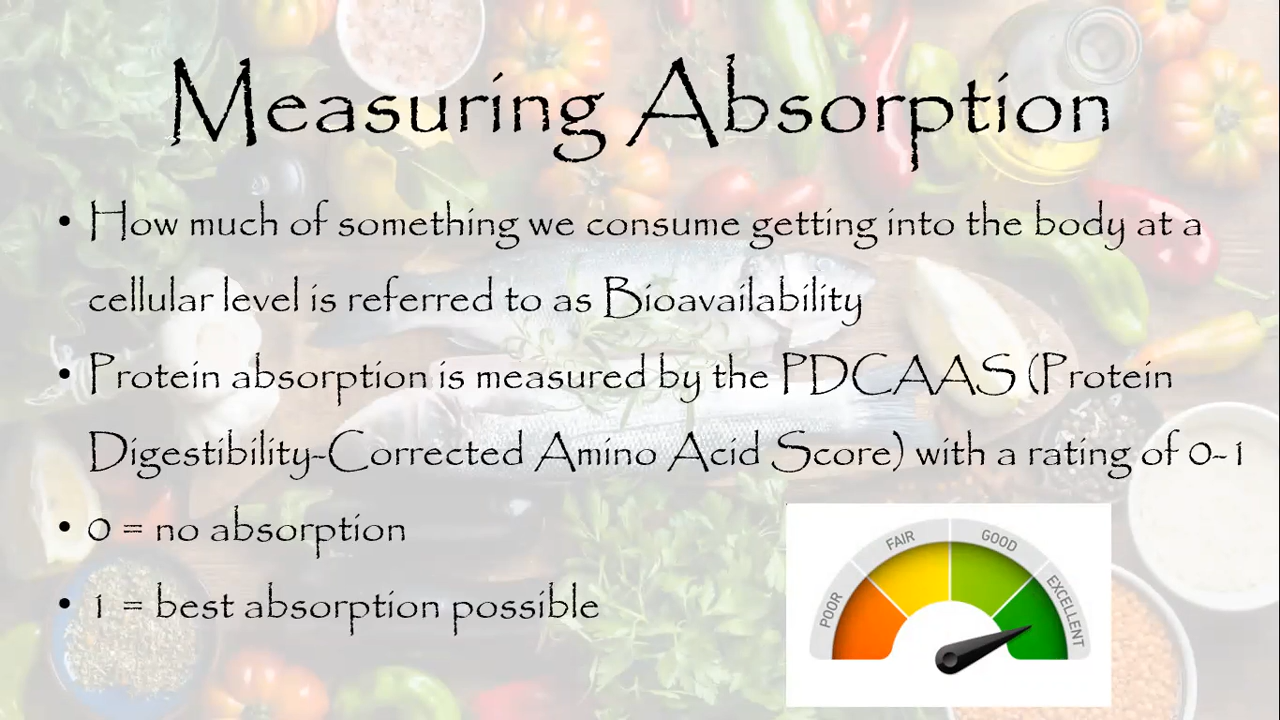 Measuring Absorption
• How much of something we consume getting into the body at a
cellular level is referred to as Bioavailability
• Protein absorption is measured by the PDCAAS (Protein
Digestibility-Corrected Amino Acid Score) with a rating of 0-1
• 0 = no absorption
• 1 = best absorption possible
POOR
FAIR
GOOD
EXCELLENT